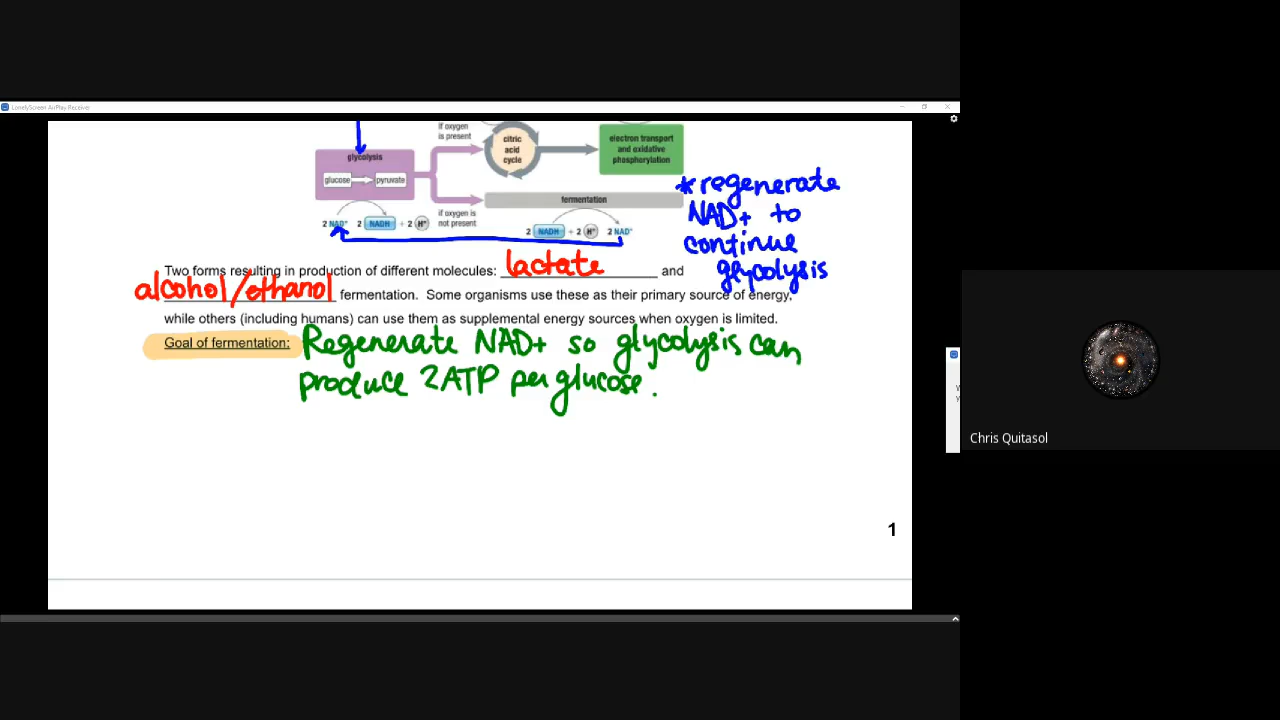 LonelyScreen AirPlay Receiver
if oxygen
is present
citric
acid
cycle
electron transport
and oxidative
phosphorylation
glycolysis
glucose
pyruvate
fermentation
if oxygen is
not present
2 NAD⁺ 2 NADH + 2 H⁺
2 NADH + 2 H⁺ 2 NAD⁺
*regenerate
NAD+ to
continue
glycolysis
Two forms resulting in production of different molecules: lactate and
alcohol/ethanol fermentation. Some organisms use these as their primary source of energy,
while others (including humans) can use them as supplemental energy sources when oxygen is limited.
Goal of fermentation: Regenerate NAD+ so glycolysis can
produce 2ATP per glucose.
1
Chris Quitasol